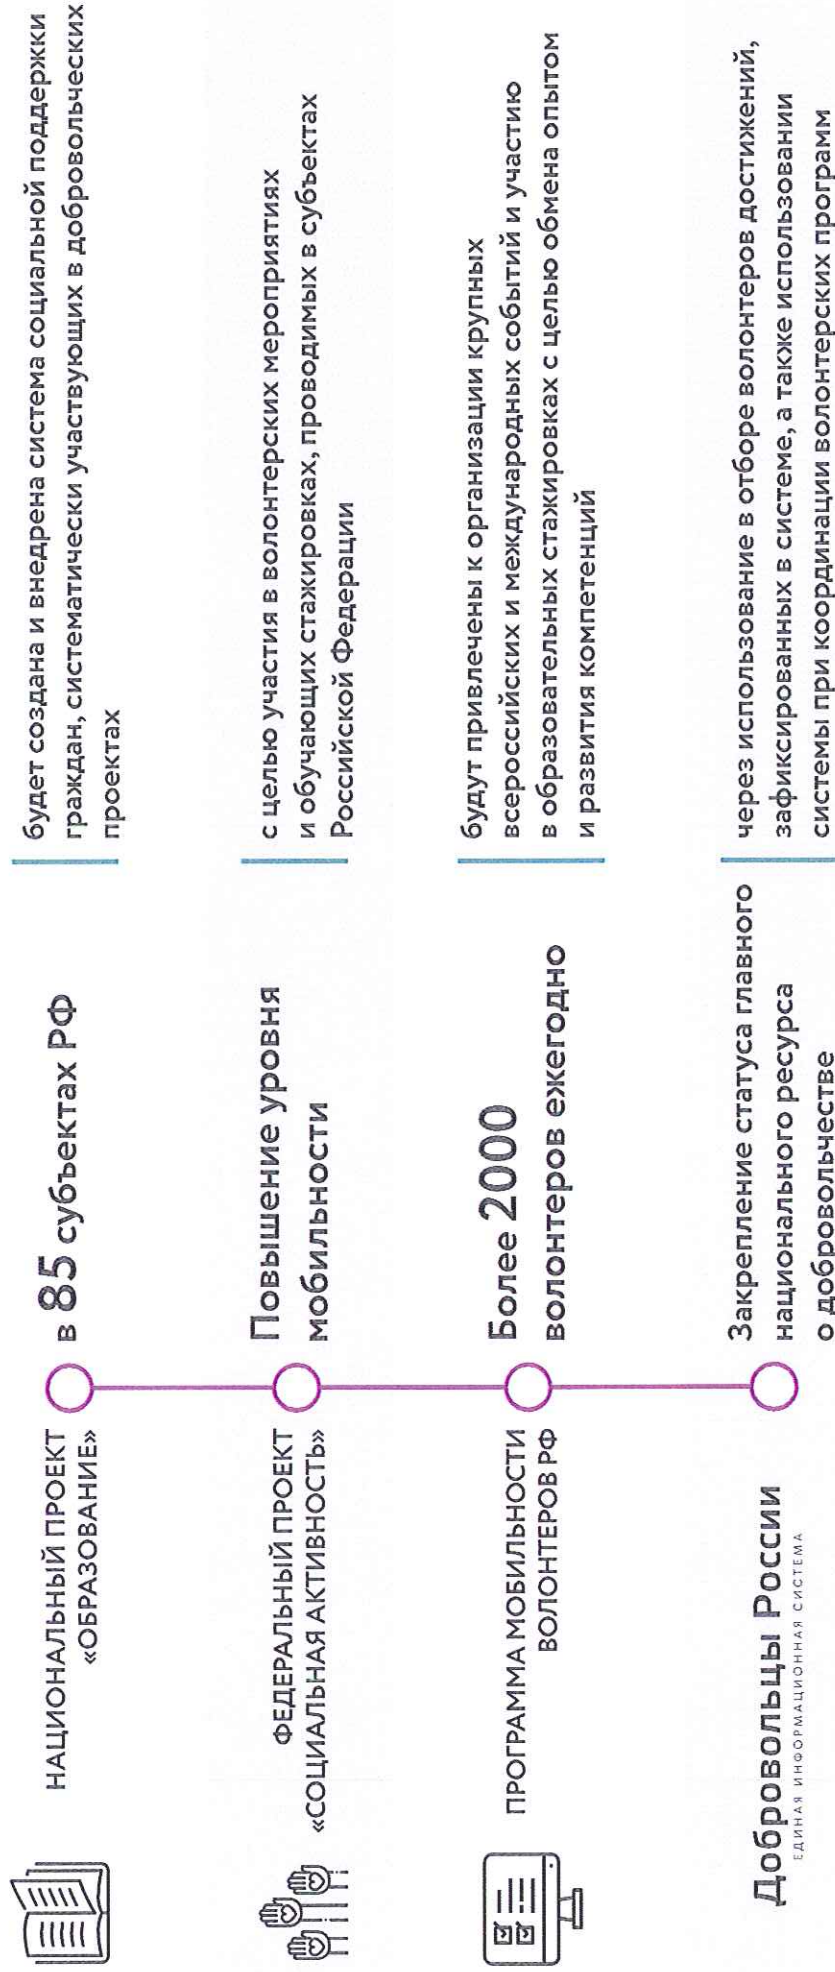 НАЦИОНАЛЬНЫЙ ПРОЕКТ
«ОБРАЗОВАНИЕ»
в 85 субъектах РФ
будет создана и внедрена система социальной поддержки
граждан, систематически участвующих в добровольческих
проектах
ФЕДЕРАЛЬНЫЙ ПРОЕКТ
«СОЦИАЛЬНАЯ АКТИВНОСТЬ»
Повышение уровня
мобильности
с целью участия в волонтерских мероприятиях
и обучающих стажировках, проводимых в субъектах
Российской Федерации
ПРОГРАММА МОБИЛЬНОСТИ
ВОЛОНТЕРОВ РФ
Более 2000
волонтеров ежегодно
будут привлечены к организации крупных
всероссийских и международных событий и участию
в образовательных стажировках с целью обмена опытом
и развития компетенций
Добровольцы России
ЕДИНАЯ ИНФОРМАЦИОННАЯ СИСТЕМА
Закрепление статуса главного
национального ресурса
о добровольчестве
через использование в отборе волонтеров достижений,
зафиксированных в системе, а также использовании
системы при координации волонтерских программ